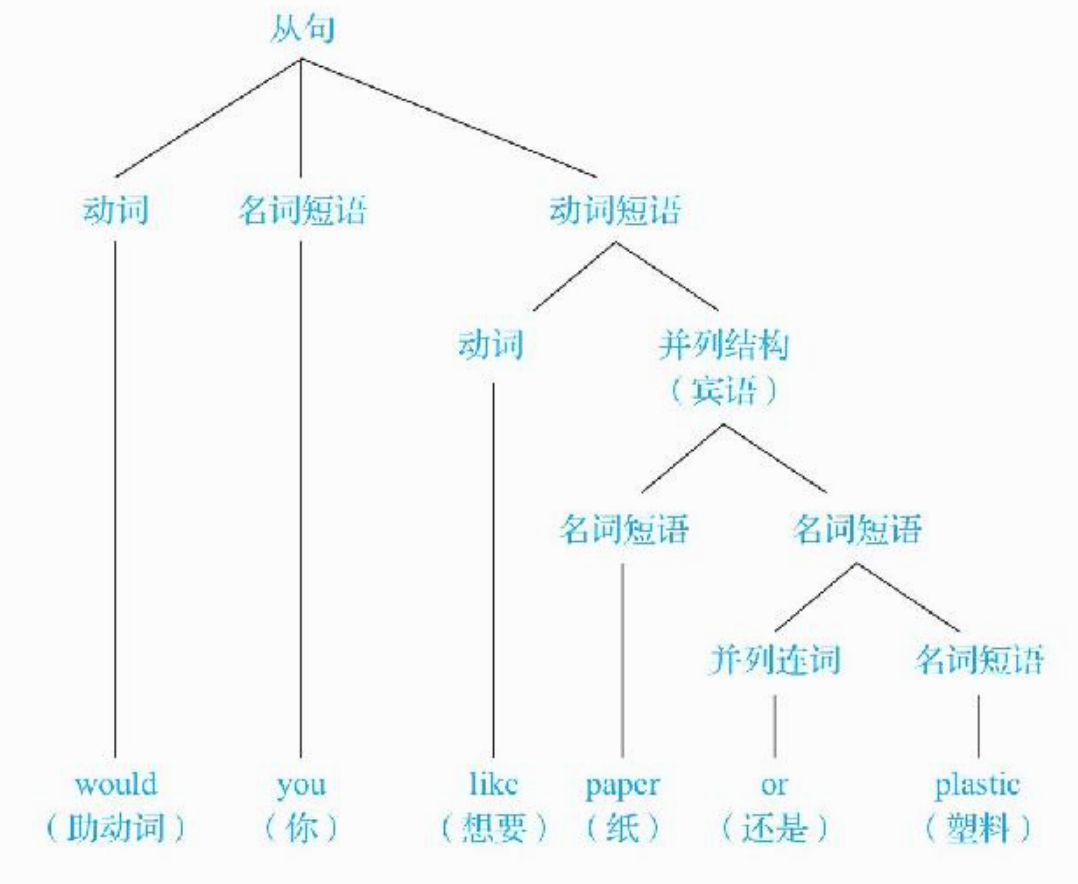 从句
动词 名词短语 动词短语
动词 并列结构
（宾语）
名词短语 名词短语
并列连词 名词短语
would you like paper or plastic
（助动词） （你） （想要） （纸） （还是） （塑料）